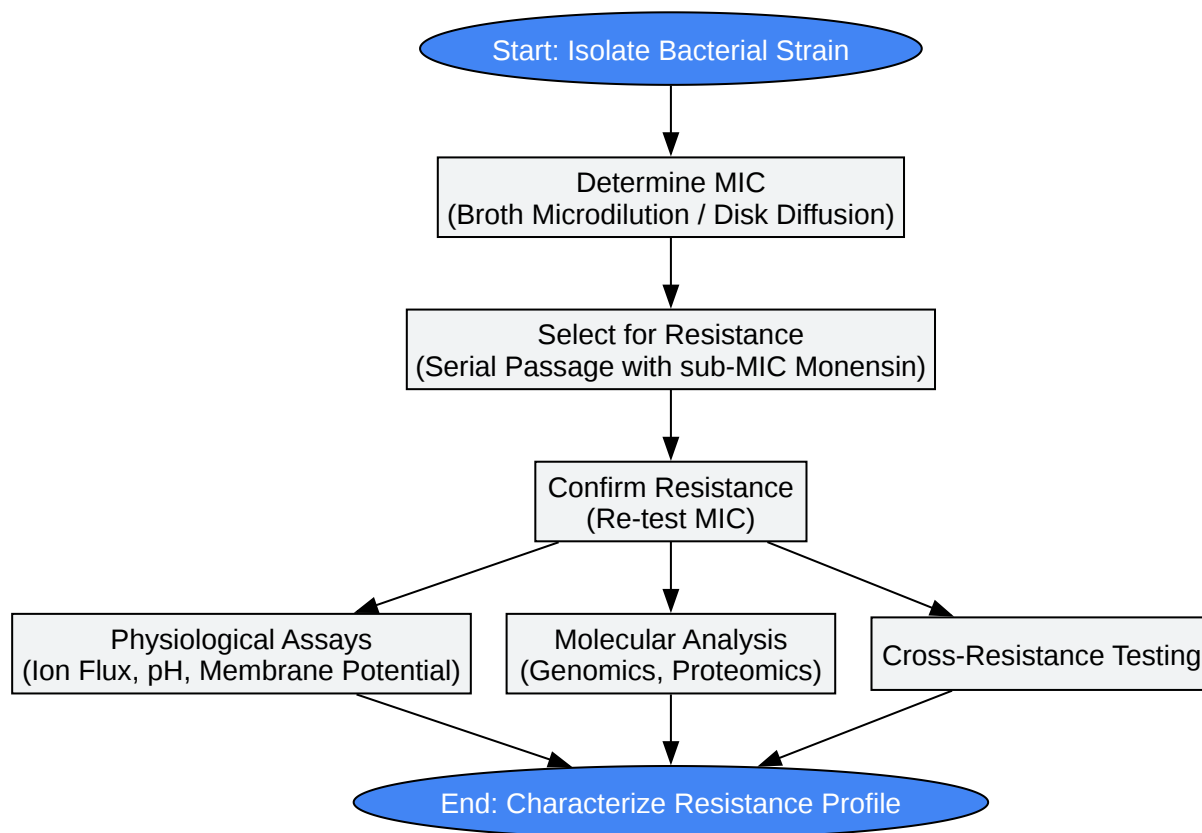 Start: Isolate Bacterial Strain
Determine MIC
(Broth Microdilution / Disk Diffusion)
Select for Resistance
(Serial Passage with sub-MIC Monensin)
Confirm Resistance
(Re-test MIC)
Physiological Assays
(Ion Flux, pH, Membrane Potential)
Molecular Analysis
(Genomics, Proteomics)
Cross-Resistance Testing
End: Characterize Resistance Profile